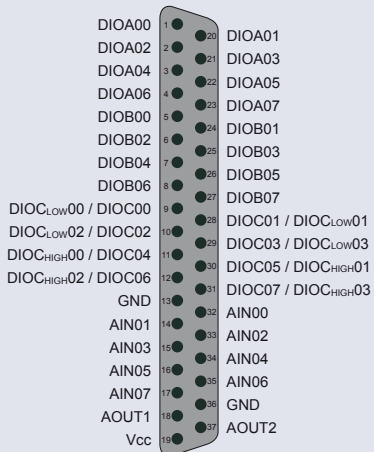 DIOA00 1
20 DIOA01
DIOA02 2
21 DIOA03
DIOA04 3
22 DIOA05
DIOA06 4
23 DIOA07
DIOB00 5
24 DIOB01
DIOB02 6
25 DIOB03
DIOB04 7
26 DIOB05
DIOB06 8
27 DIOB07
DIOCLOW00 / DIOC00 9
28 DIOC01 / DIOCLOW01
DIOCLOW02 / DIOC02 10
29 DIOC03 / DIOCLOW03
DIOCHIGH00 / DIOC04 11
30 DIOC05 / DIOCHIGH01
DIOCHIGH02 / DIOC06 12
31 DIOC07 / DIOCHIGH03
GND 13
32 AIN00
AIN01 14
33 AIN02
AIN03 15
34 AIN04
AIN05 16
35 AIN06
AIN07 17
36 GND
AOUT1 18
37 AOUT2
Vcc 19